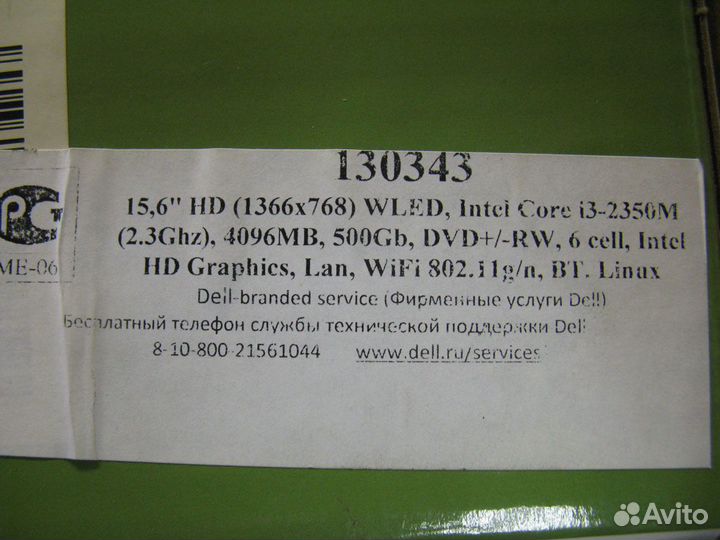 130343
15,6" HD (1366x768) WLED, Intel Core i3-2350M
(2.3Ghz), 4096MB, 500Gb, DVD+/-RW, 6 cell, Intel
HD Graphics, Lan, WiFi 802.11g/n, BT. Linux
Dell-branded service (Фирменные услуги Dell)
Бесплатный телефон службы технической поддержки Dell
8-10-800-21561044 www.dell.ru/services
РСТ
МЕ-06
Avito